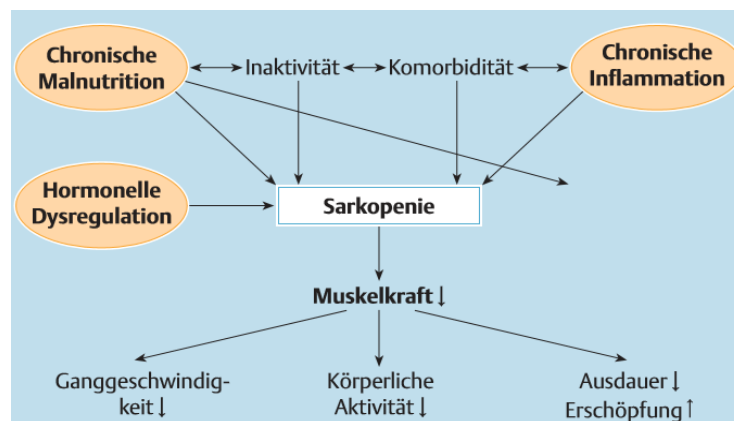 Chronische
Malnutrition
Inaktivität
Komorbidität
Chronische
Inflammation
Hormonelle
Dysregulation
Sarkopenie
Muskelkraft↓
Ganggeschwindig-
keit↓
Körperliche
Aktivität↓
Ausdauer↓
Erschöpfung↑